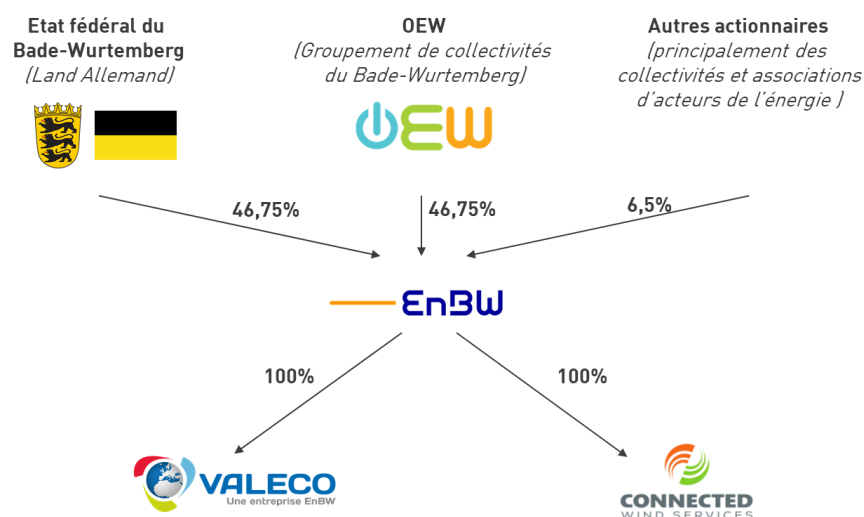 Etat fédéral du
Bade-Wurtemberg
(Land Allemand)
OEW
(Groupement de collectivités
du Bade-Wurtemberg)
Autres actionnaires
(principalement des
collectivités et associations
d'acteurs de l'énergie )
OEW
46,75%
46,75%
6,5%
EnBW
100%
100%
VALECO
Une entreprise EnBW
CONNECTED
WIND SERVICES